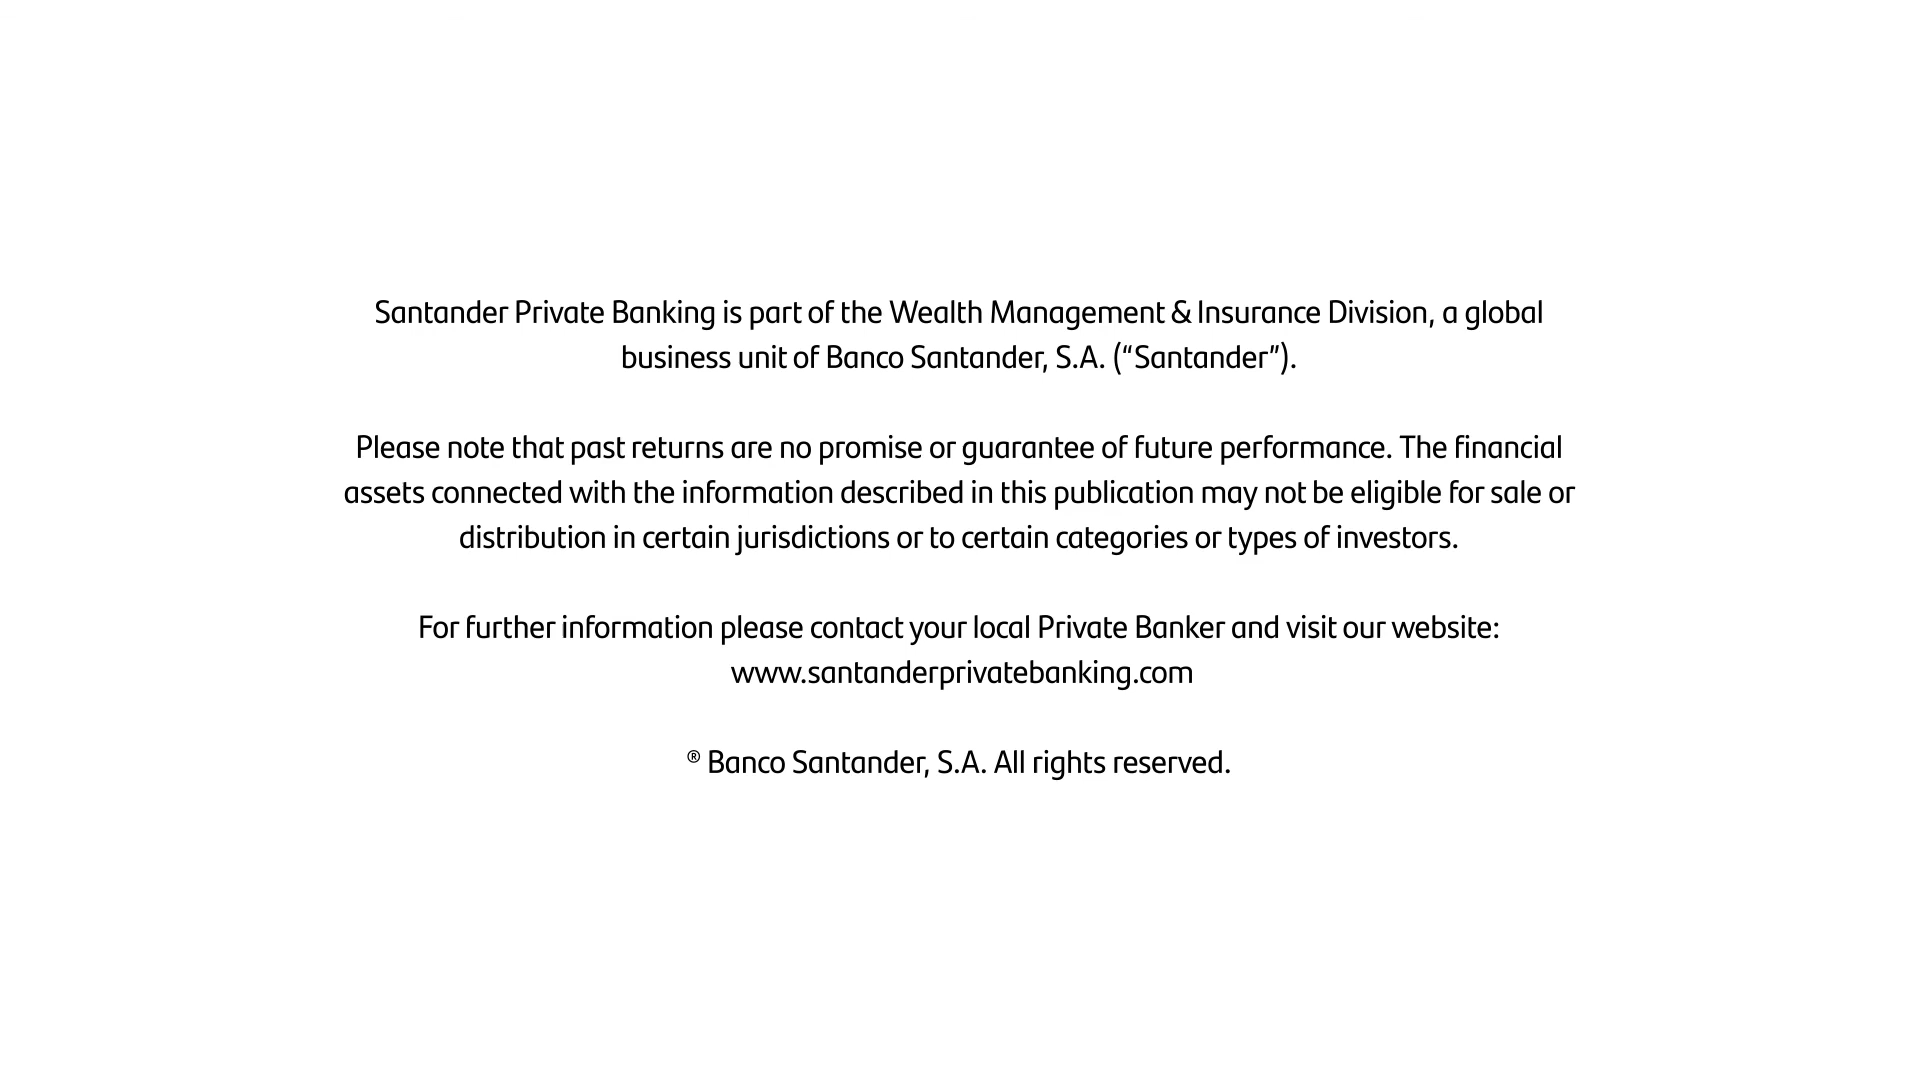 Santander Private Banking is part of the Wealth Management & Insurance Division, a global
business unit of Banco Santander, S.A. (“Santander”).
Please note that past returns are no promise or guarantee of future performance. The financial
assets connected with the information described in this publication may not be eligible for sale or
distribution in certain jurisdictions or to certain categories or types of investors.
For further information please contact your local Private Banker and visit our website:
www.santanderprivatebanking.com
® Banco Santander, S.A. All rights reserved.